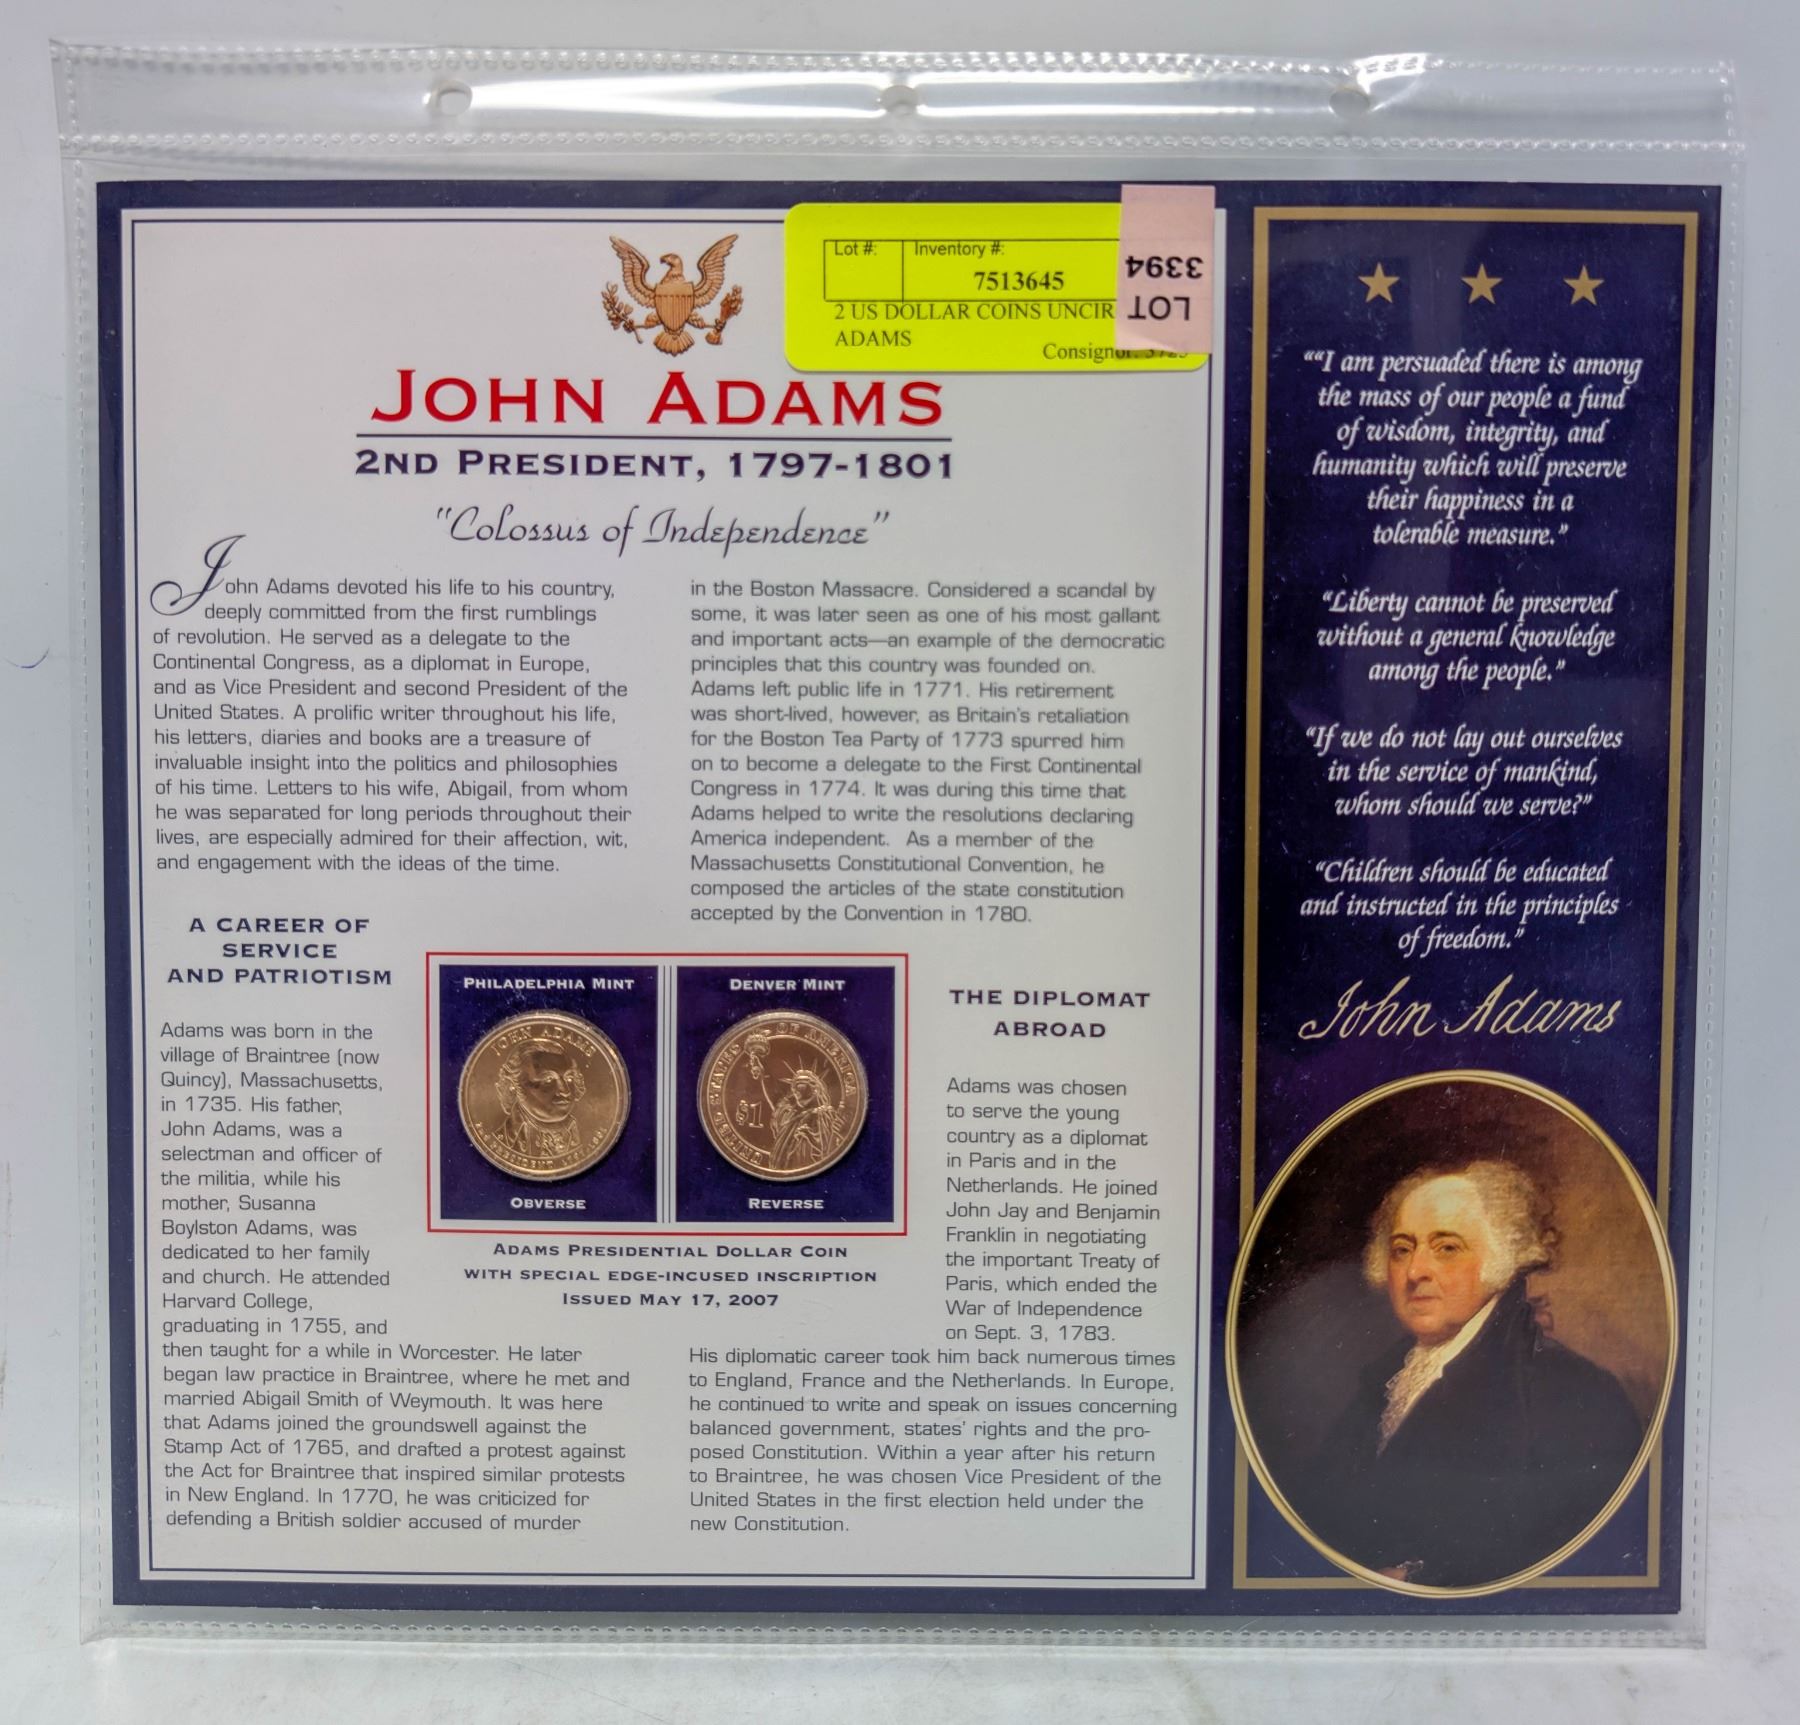 Lot #:
Inventory #:
7513645
2 US DOLLAR COINS UNCIR
ADAMS
Consignor:
LOT
3394
JOHN ADAMS
2ND PRESIDENT, 1797-1801
"Colossus of Independence"
John Adams devoted his life to his country,
deeply committed from the first rumblings
of revolution. He served as a delegate to the
Continental Congress, as a diplomat in Europe,
and as Vice President and second President of the
United States. A prolific writer throughout his life,
his letters, diaries and books are a treasure of
invaluable insight into the politics and philosophies
of his time. Letters to his wife, Abigail, from whom
he was separated for long periods throughout their
lives, are especially admired for their affection, wit,
and engagement with the ideas of the time.
A CAREER OF
SERVICE
AND PATRIOTISM
Adams was born in the
village of Braintree (now
Quincy), Massachusetts,
in 1735. His father,
John Adams, was a
selectman and officer of
the militia, while his
mother, Susanna
Boylston Adams, was
dedicated to her family
and church. He attended
Harvard College,
graduating in 1755, and
then taught for a while in Worcester. He later
began law practice in Braintree, where he met and
married Abigail Smith of Weymouth. It was here
that Adams joined the groundswell against the
Stamp Act of 1765, and drafted a protest against
the Act for Braintree that inspired similar protests
in New England. In 1770, he was criticized for
defending a British soldier accused of murder
in the Boston Massacre. Considered a scandal by
some, it was later seen as one of his most gallant
and important acts—an example of the democratic
principles that this country was founded on.
Adams left public life in 1771. His retirement
was short-lived, however, as Britain's retaliation
for the Boston Tea Party of 1773 spurred him
on to become a delegate to the First Continental
Congress in 1774. It was during this time that
Adams helped to write the resolutions declaring
America independent. As a member of the
Massachusetts Constitutional Convention, he
composed the articles of the state constitution
accepted by the Convention in 1780.
PHILADELPHIA MINT
JOHN ADAMS
2nd PRESIDENT 1797-1801
OBVERSE
DENVER MINT
UNITED STATES OF AMERICA
$1
REVERSE
ADAMS PRESIDENTIAL DOLLAR COIN
WITH SPECIAL EDGE-INCUSED INSCRIPTION
ISSUED MAY 17, 2007
THE DIPLOMAT
ABROAD
Adams was chosen
to serve the young
country as a diplomat
in Paris and in the
Netherlands. He joined
John Jay and Benjamin
Franklin in negotiating
the important Treaty of
Paris, which ended the
War of Independence
on Sept. 3, 1783.
His diplomatic career took him back numerous times
to England, France and the Netherlands. In Europe,
he continued to write and speak on issues concerning
balanced government, states' rights and the pro-
posed Constitution. Within a year after his return
to Braintree, he was chosen Vice President of the
United States in the first election held under the
new Constitution.
““I am persuaded there is among
the mass of our people a fund
of wisdom, integrity, and
humanity which will preserve
their happiness in a
tolerable measure.”
“Liberty cannot be preserved
without a general knowledge
among the people.”
“If we do not lay out ourselves
in the service of mankind,
whom should we serve?”
“Children should be educated
and instructed in the principles
of freedom.”
John Adams